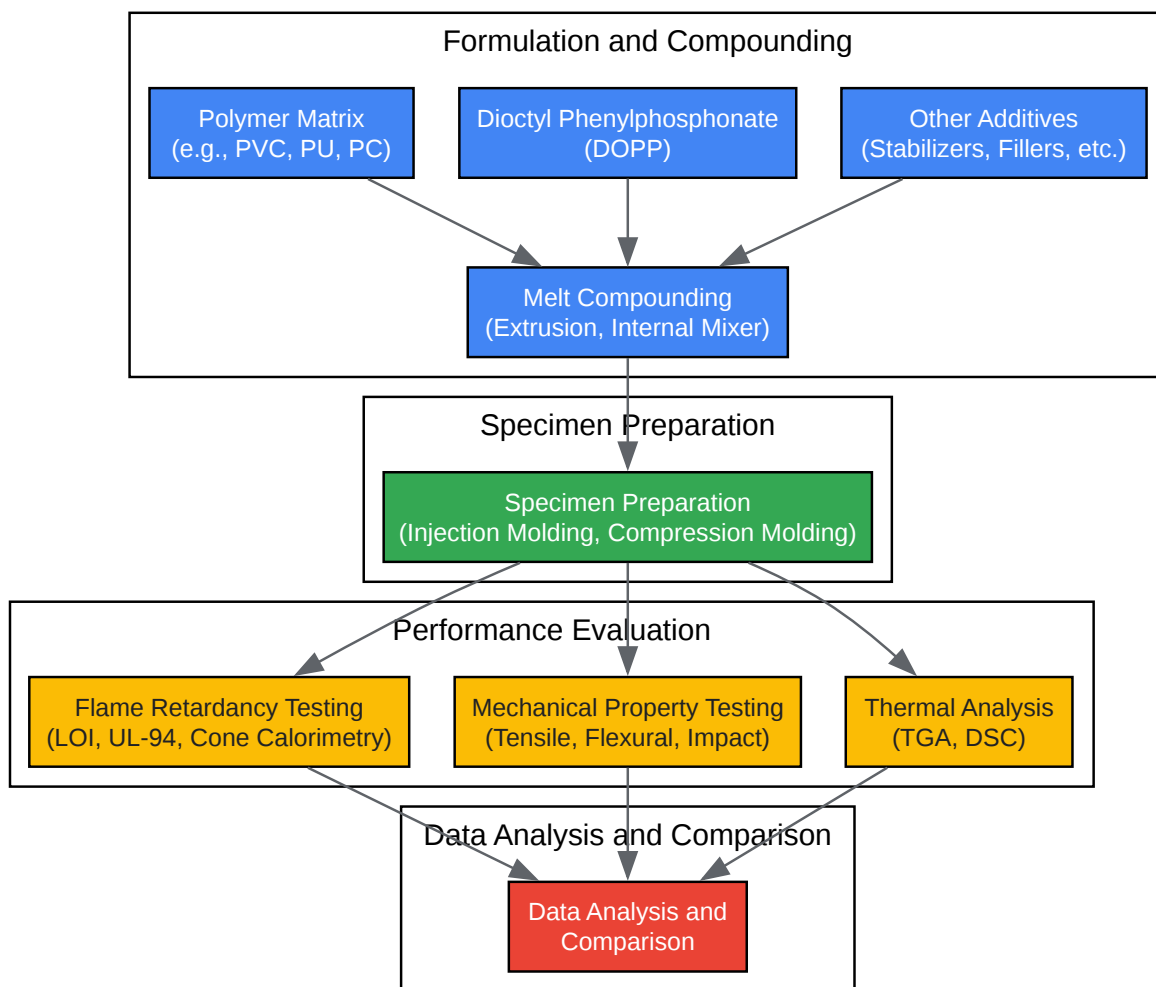 Formulation and Compounding
Polymer Matrix
(e.g., PVC, PU, PC)
Dioctyl Phenylphosphonate
(DOPP)
Other Additives
(Stabilizers, Fillers, etc.)
Melt Compounding
(Extrusion, Internal Mixer)
Specimen Preparation
Specimen Preparation
(Injection Molding, Compression Molding)
Performance Evaluation
Flame Retardancy Testing
(LOI, UL-94, Cone Calorimetry)
Mechanical Property Testing
(Tensile, Flexural, Impact)
Thermal Analysis
(TGA, DSC)
Data Analysis and Comparison
Data Analysis and
Comparison